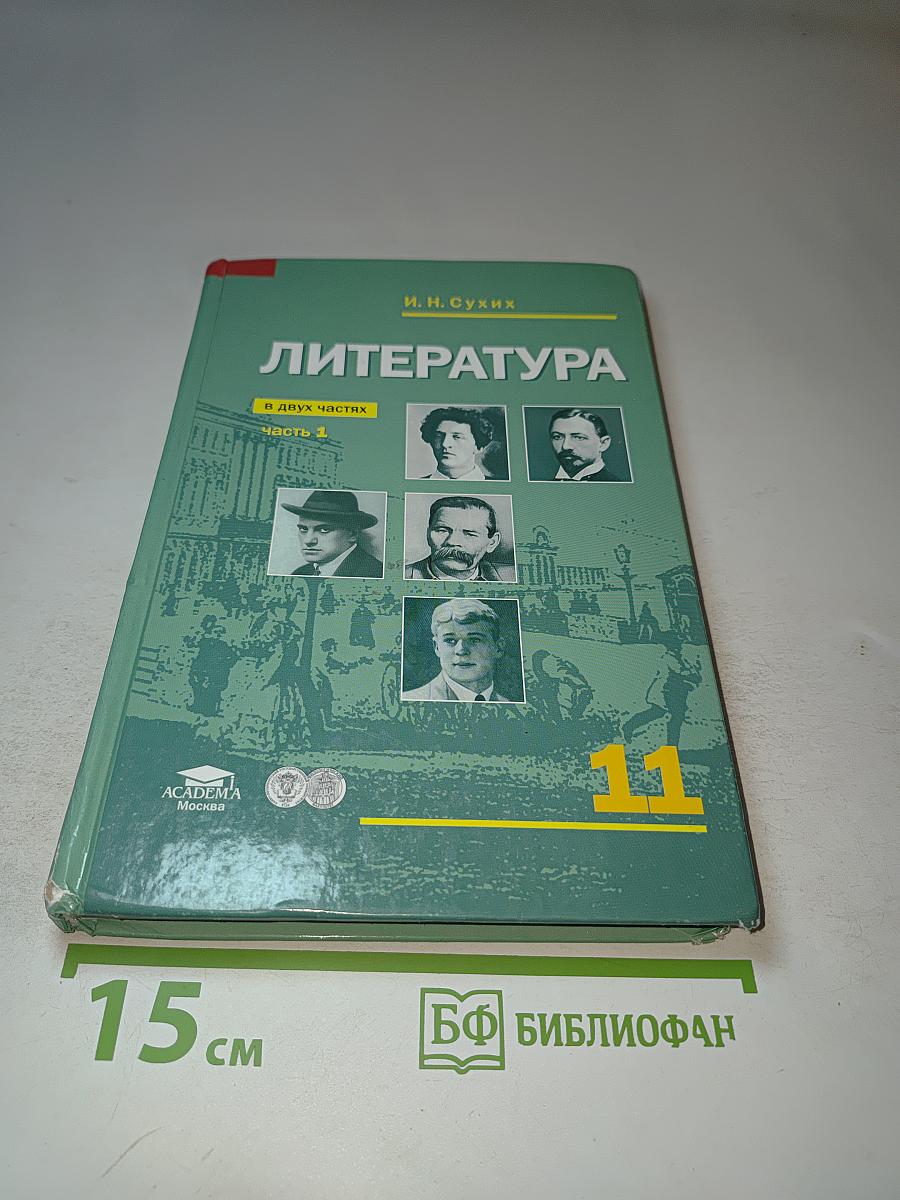 И. Н. Сухих
ЛИТЕРАТУРА
в двух частях
часть 1
ACADEMA
Москва
11
15 см
БФ БИБЛИОФАН